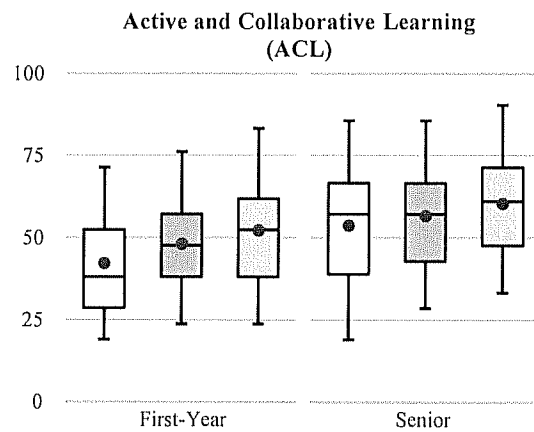 Active and Collaborative Learning
(ACL)
100
75
50
25
0
First-Year
Senior